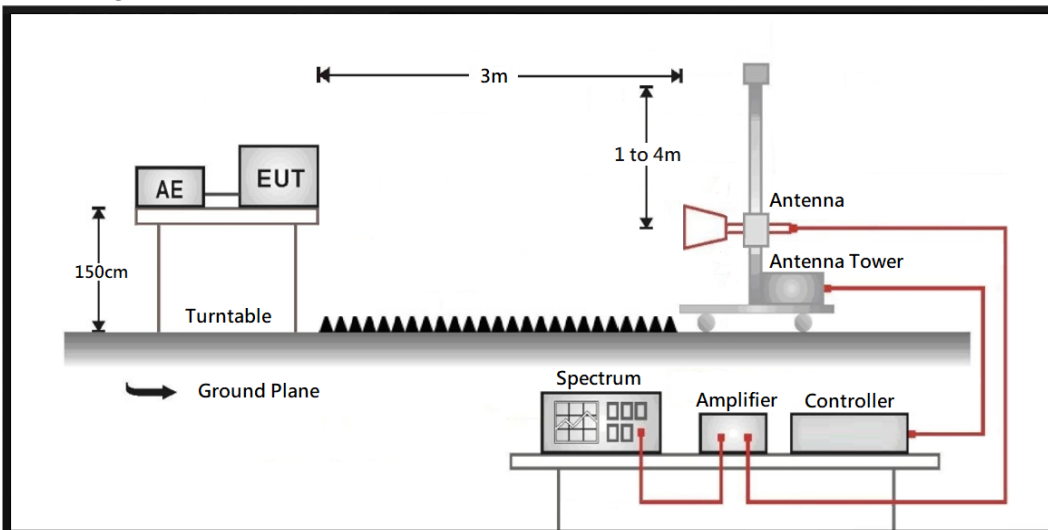 3m
1 to 4m
AE
EUT
Antenna
150cm
Antenna Tower
Turntable
Ground Plane
Spectrum
Amplifier
Controller